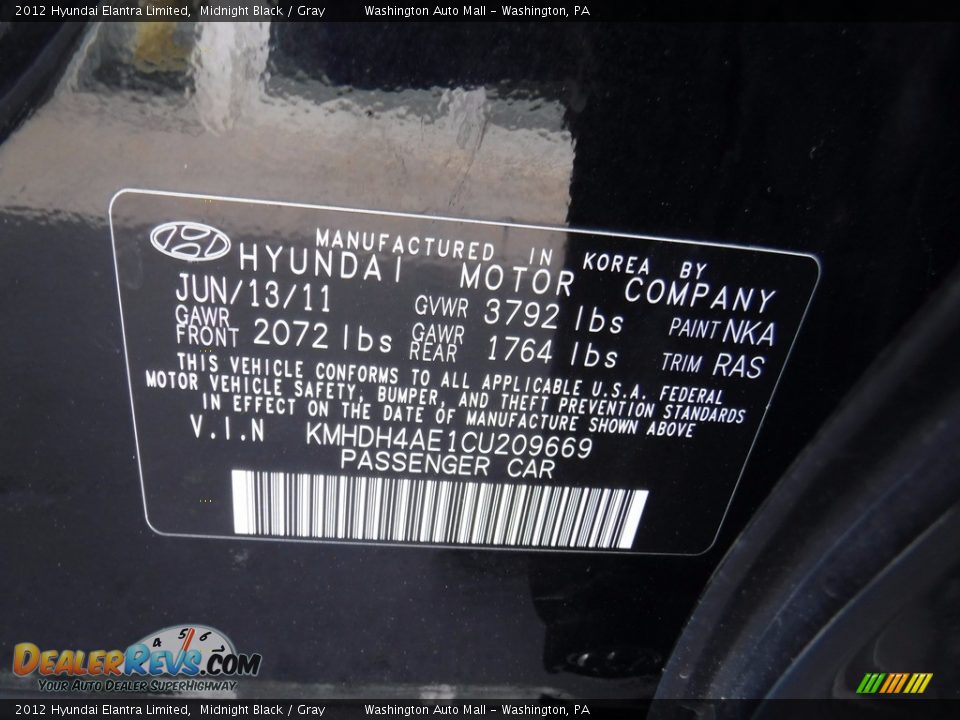 2012 Hyundai Elantra Limited, Midnight Black / Gray Washington Auto Mall - Washington, PA
MANUFACTURED IN KOREA BY
HYUNDAI MOTOR COMPANY
JUN/13/11 GVWR 3792 lbs PAINT NKA
GAWR FRONT 2072 lbs GAWR REAR 1764 lbs TRIM RAS
THIS VEHICLE CONFORMS TO ALL APPLICABLE U.S.A. FEDERAL
MOTOR VEHICLE SAFETY, BUMPER, AND THEFT PREVENTION STANDARDS
IN EFFECT ON THE DATE OF MANUFACTURE SHOWN ABOVE
V.I.N KMHDH4AE1CU209669
PASSENGER CAR
4 5 6 7
DealerRevs.com
Your Auto Dealer SuperHighway
2012 Hyundai Elantra Limited, Midnight Black / Gray Washington Auto Mall - Washington, PA